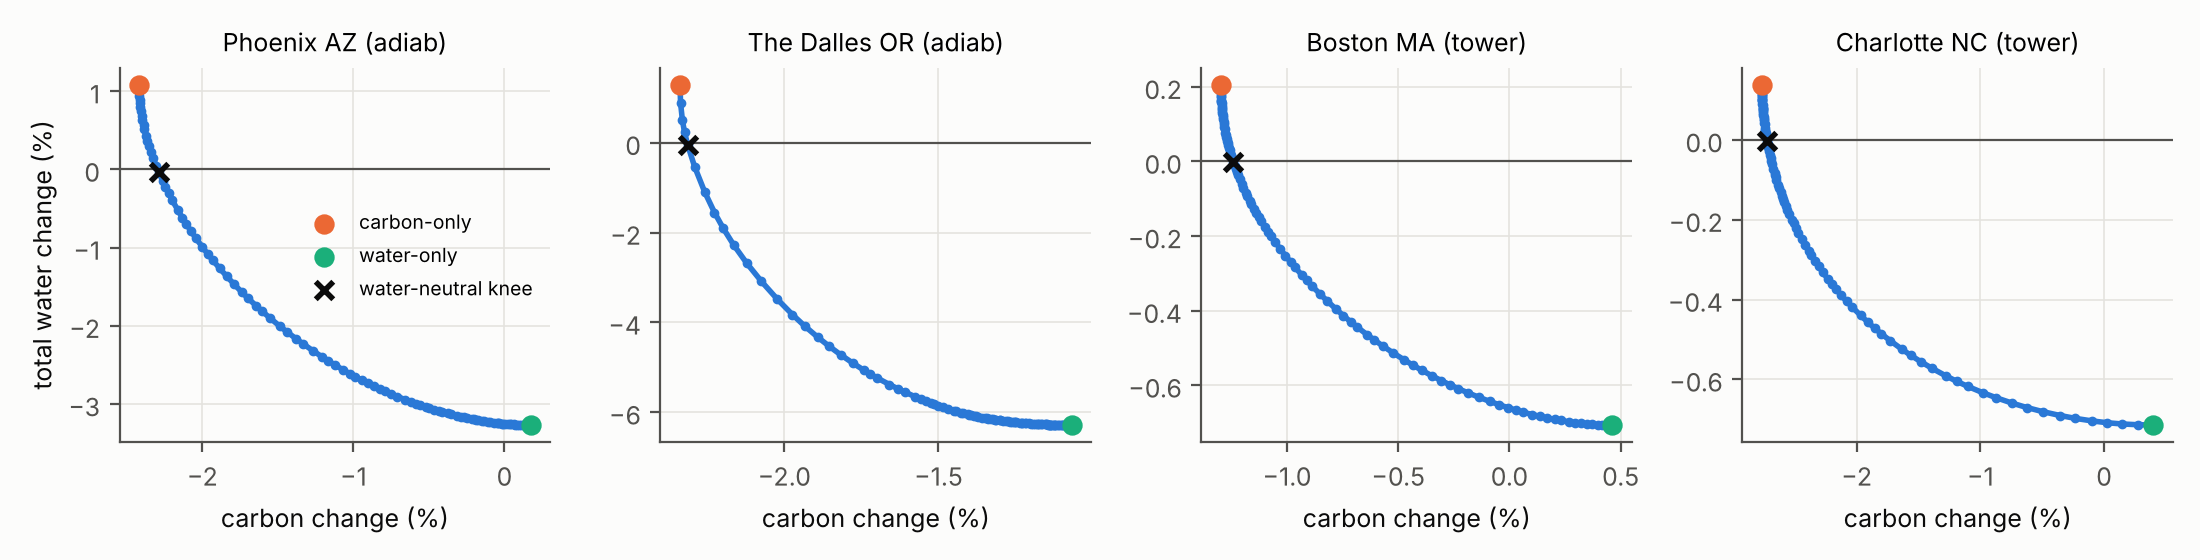 Phoenix AZ (adiab)
total water change (%)
1
0
−1
−2
−3
carbon-only
water-only
water-neutral knee
−2
−1
0
carbon change (%)
The Dalles OR (adiab)
0
−2
−4
−6
−2.0
−1.5
carbon change (%)
Boston MA (tower)
0.2
0.0
−0.2
−0.4
−0.6
−1.0
−0.5
0.0
0.5
carbon change (%)
Charlotte NC (tower)
0.0
−0.2
−0.4
−0.6
−2
−1
0
carbon change (%)